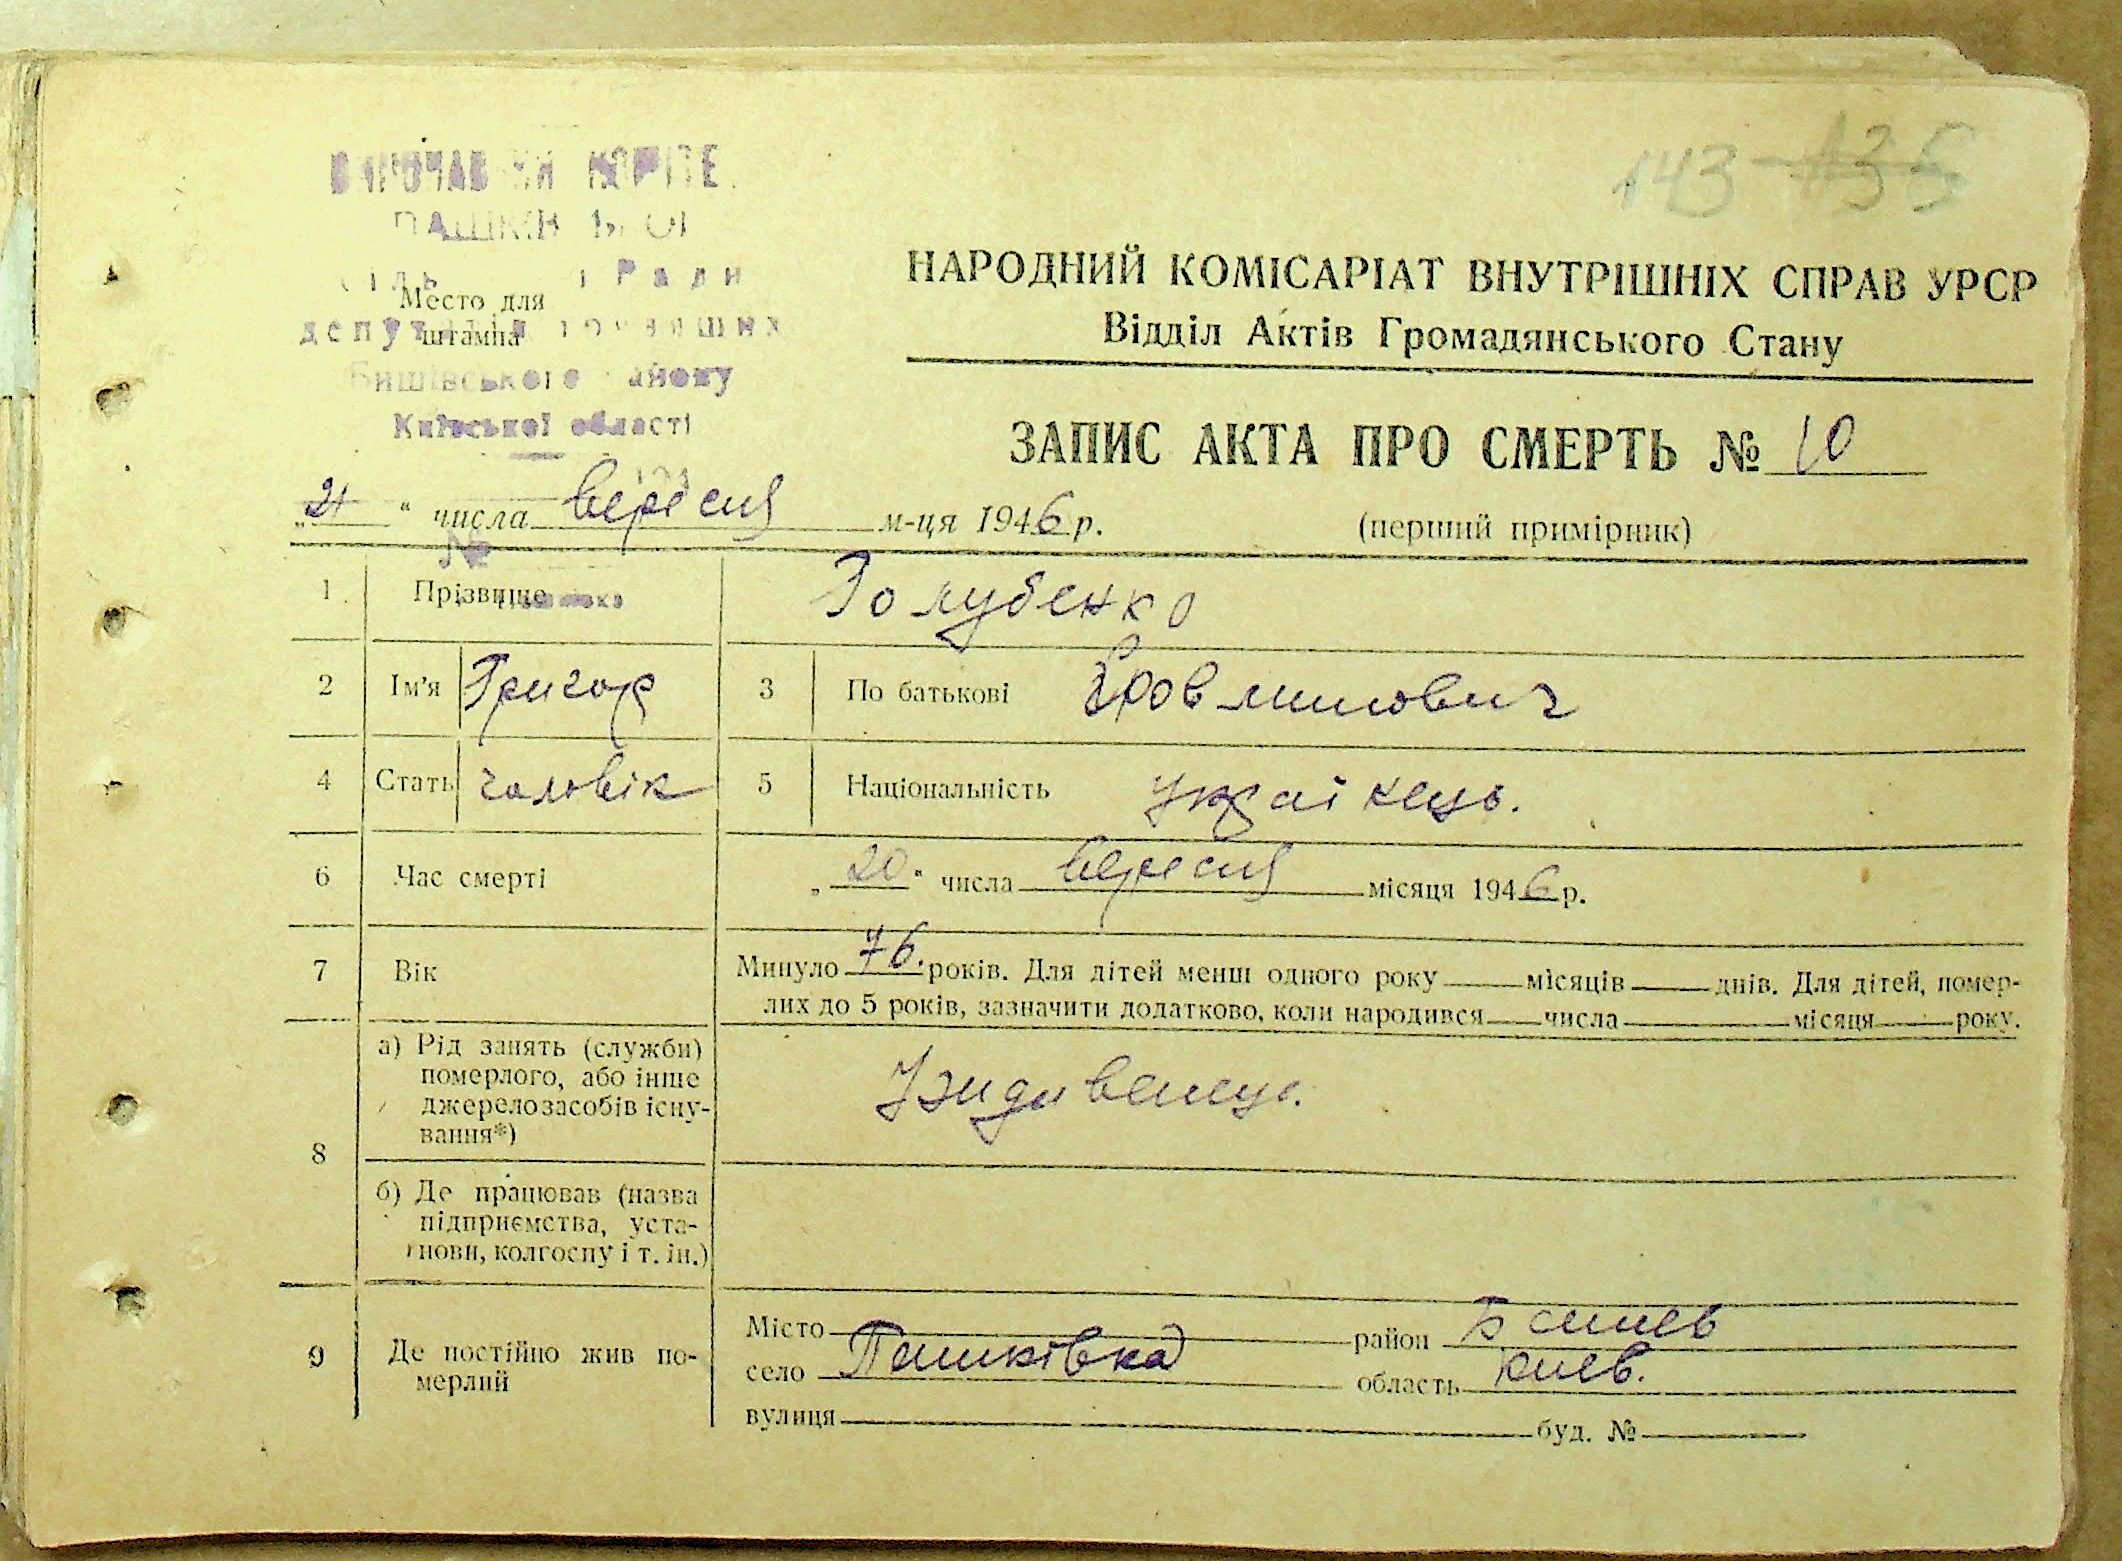 143 135
Київської області
Место для
штампа
НАРОДНИЙ КОМІСАРІАТ ВНУТРІШНІХ СПРАВ УРСР
Відділ Актів Громадянського Стану
ЗАПИС АКТА ПРО СМЕРТЬ № 10
„21“ числа вересня м-ця 1946 р.
(перший примірник)
№
1 Прізвище Голубенко
2 Ім'я Григор 3 По батькові
4 Стать чоловік 5 Національність Українець.
6 Час смерті „20“ числа вересня місяця 1946 р.
7 Вік Минуло 76. років. Для дітей менш одного року місяців днів. Для дітей, помер-
лих до 5 років, зазначити додатково, коли народився числа місяця року.
8 а) Рід занять (служби)
померлого, або інше
джерело засобів існу-
вання*)
Уждивенець.
б) Де працював (назва
підприємства, уста-
нови, колгоспу і т. ін.)
9 Де постійно жив по-
мерлий
Місто район
село Пашківка область Киев.
вулиця буд. №